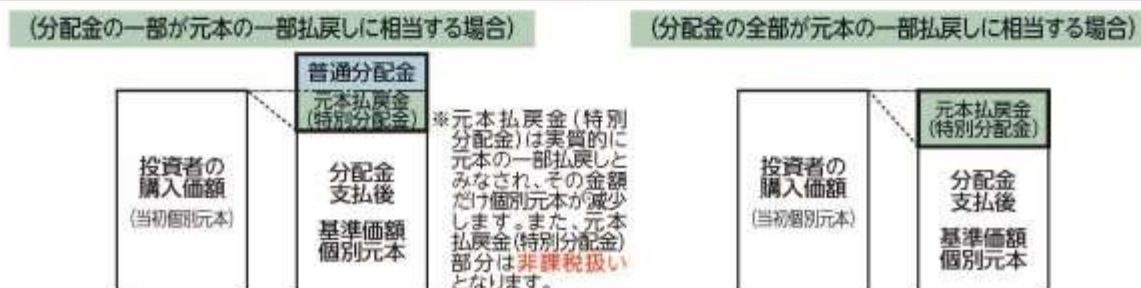 (分配金の一部が元本の一部払戻しに相当する場合)
投資者の
購入価額
(当初個別元本)
普通分配金
元本払戻金
(特別分配金)
分配金
支払後
基準価額
個別元本
※元本払戻金(特別
分配金)は実質的に
元本の一部払戻しと
みなされ、その金額
だけ個別元本が減少
します。また、元本
払戻金(特別分配金)
部分は非課税扱い
となります。
(分配金の全部が元本の一部払戻しに相当する場合)
投資者の
購入価額
(当初個別元本)
元本払戻金
(特別分配金)
分配金
支払後
基準価額
個別元本